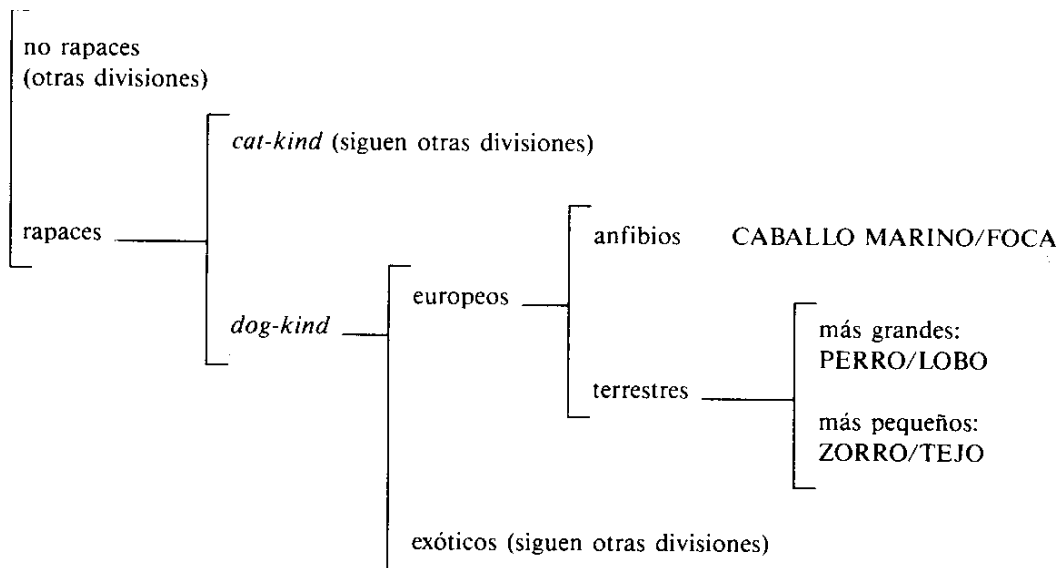 no rapaces
(otras divisiones)
cat-kind (siguen otras divisiones)
rapaces
anfibios CABALLO MARINO/FOCA
europeos
dog-kind
más grandes:
PERRO/LOBO
terrestres
más pequeños:
ZORRO/TEJO
exóticos (siguen otras divisiones)